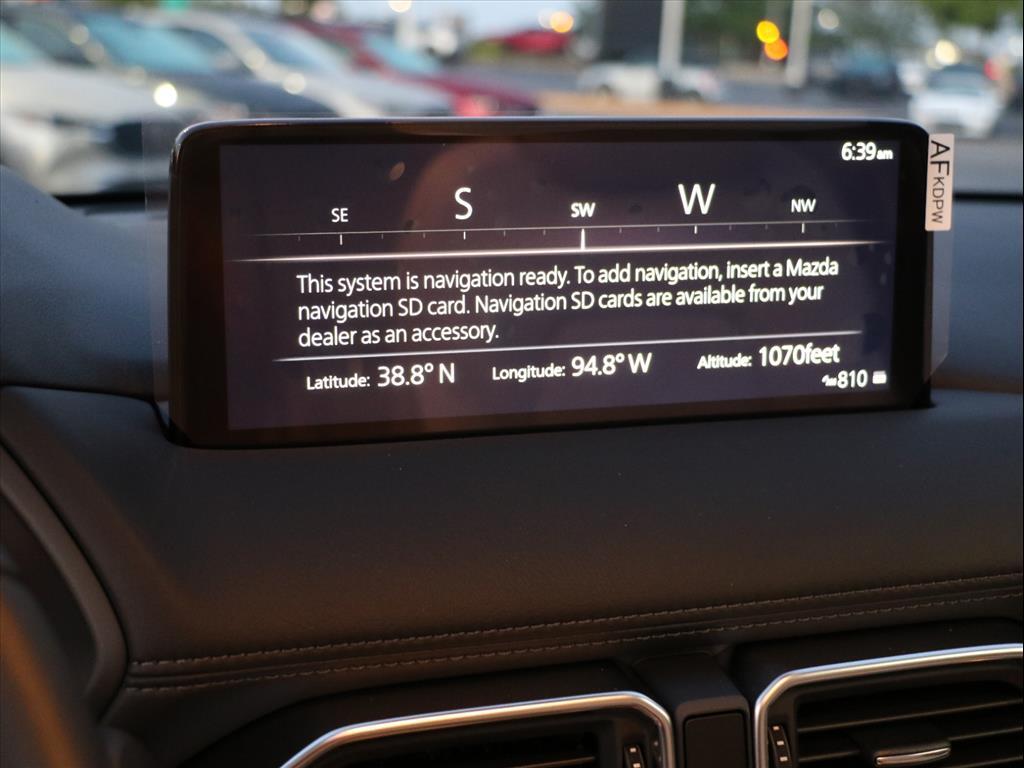 6:39am
SE S SW W NW
This system is navigation ready. To add navigation, insert a Mazda
navigation SD card. Navigation SD cards are available from your
dealer as an accessory.
Latitude: 38.8° N Longitude: 94.8° W Altitude: 1070feet
810
AFKDPW